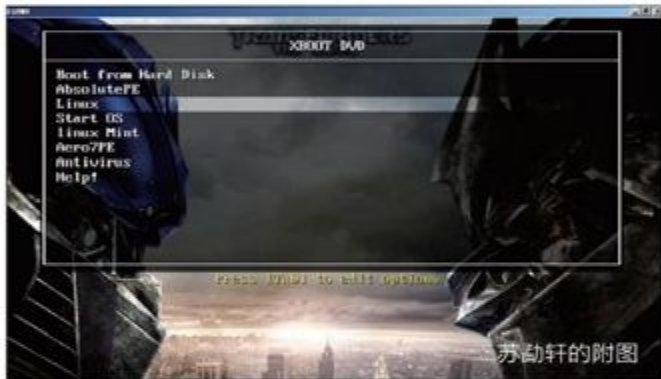 XBOOT DVD
Boot from Hard Disk
AbsolutePE
Linux
Start OS
linux Mint
Aero7PE
Antivirus
Help!
Press [TAB] to edit options
苏勐轩的附图